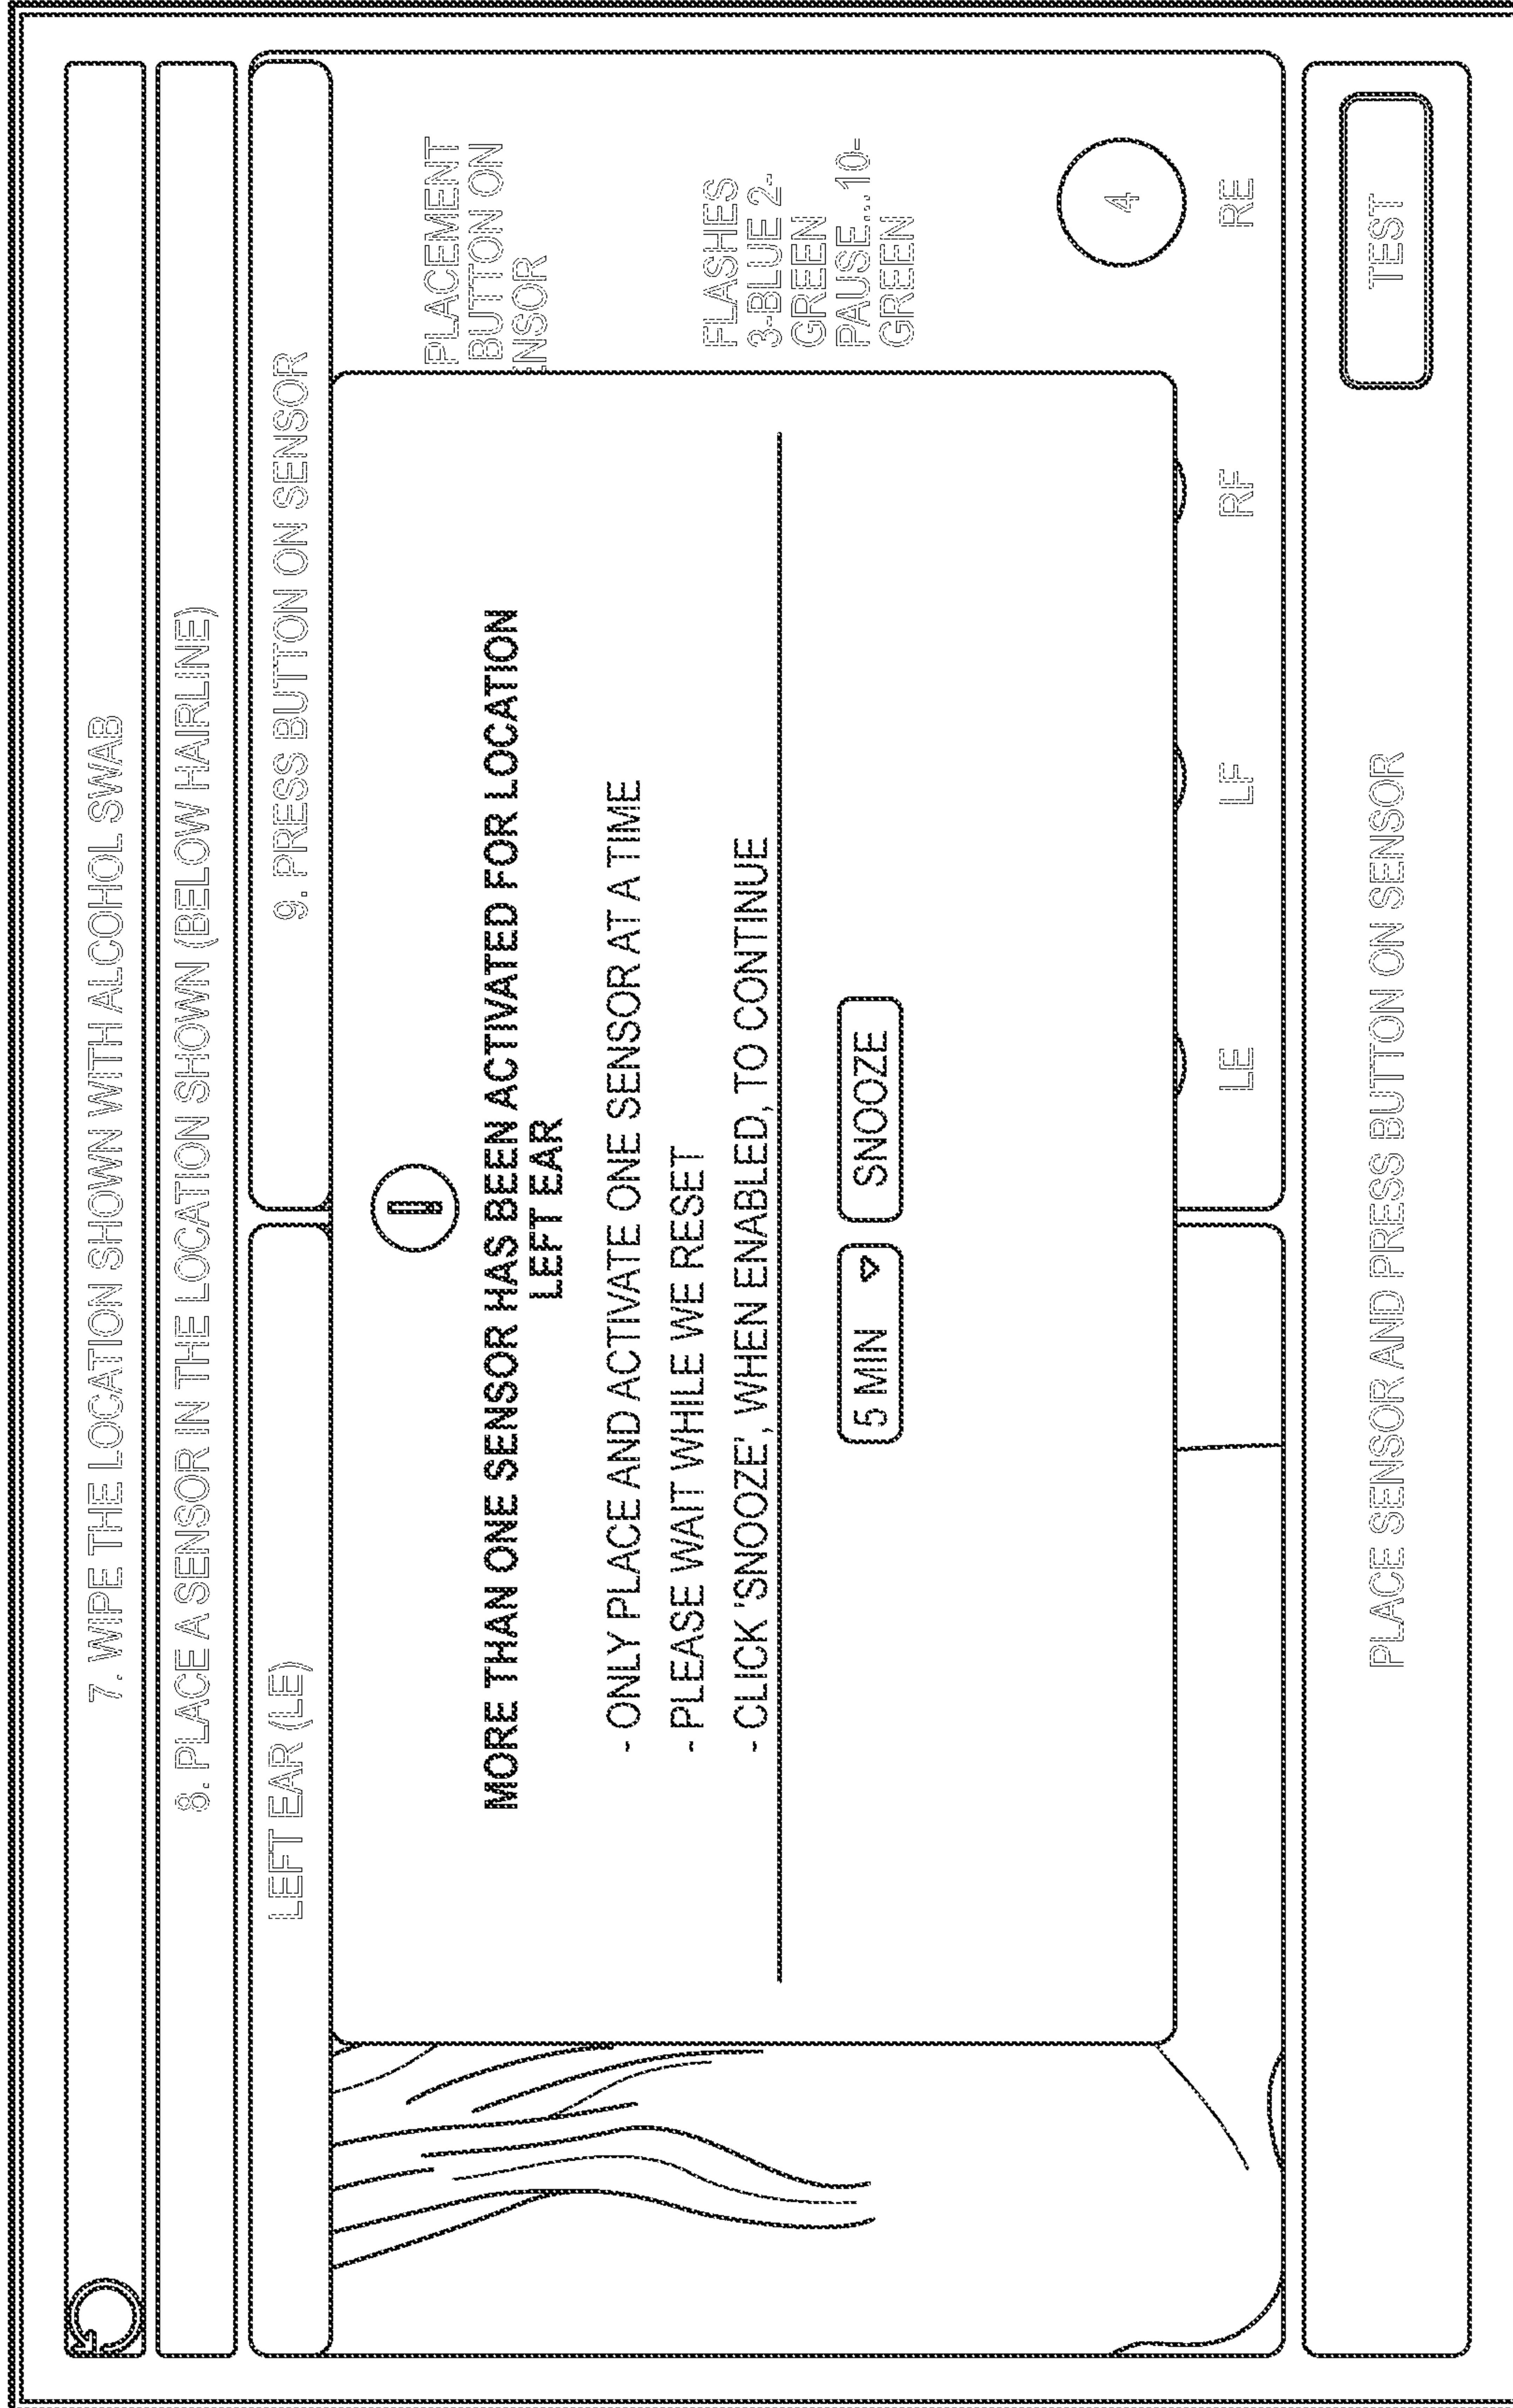 7. WIPE THE LOCATION SHOWN WITH ALCOHOL SWAB
8. PLACE A SENSOR IN THE LOCATION SHOWN (BELOW HAIRLINE)
LEFT EAR (LE)
9. PRESS BUTTON ON SENSOR
PLACEMENT
BUTTON ON
NSOR
MORE THAN ONE SENSOR HAS BEEN ACTIVATED FOR LOCATION
LEFT EAR
- ONLY PLACE AND ACTIVATE ONE SENSOR AT A TIME
- PLEASE WAIT WHILE WE RESET
- CLICK 'SNOOZE', WHEN ENABLED, TO CONTINUE
5 MIN
SNOOZE
FLASHES
3-BLUE 2-
GREEN
PAUSE...10-
GREEN
4
LE
LF
RF
RE
PLACE SENSOR AND PRESS BUTTON ON SENSOR
TEST